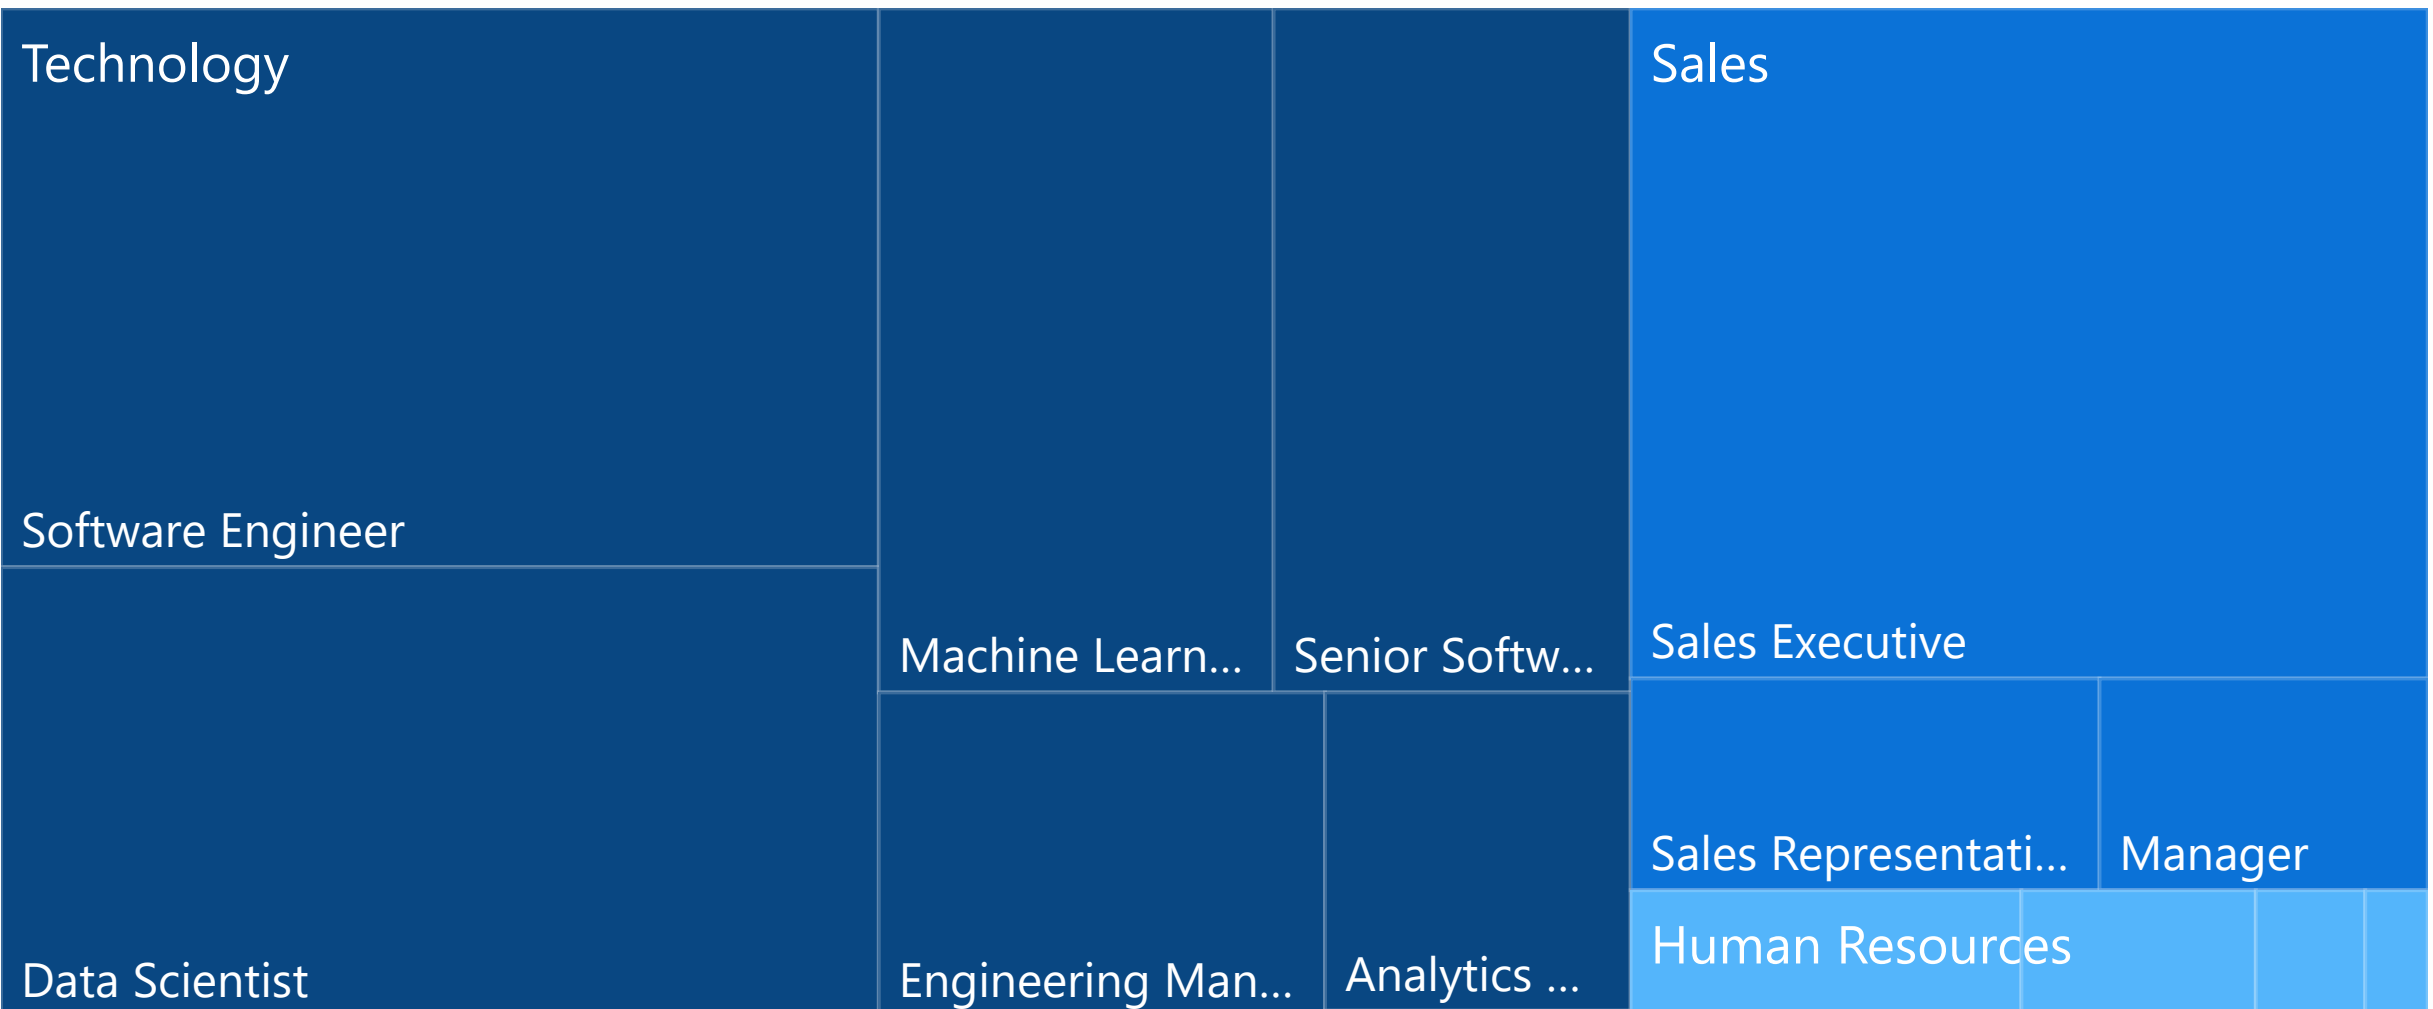 Technology
Software Engineer
Data Scientist
Machine Learn...
Senior Softw...
Engineering Man...
Analytics ...
Sales
Sales Executive
Sales Representati...
Manager
Human Resources